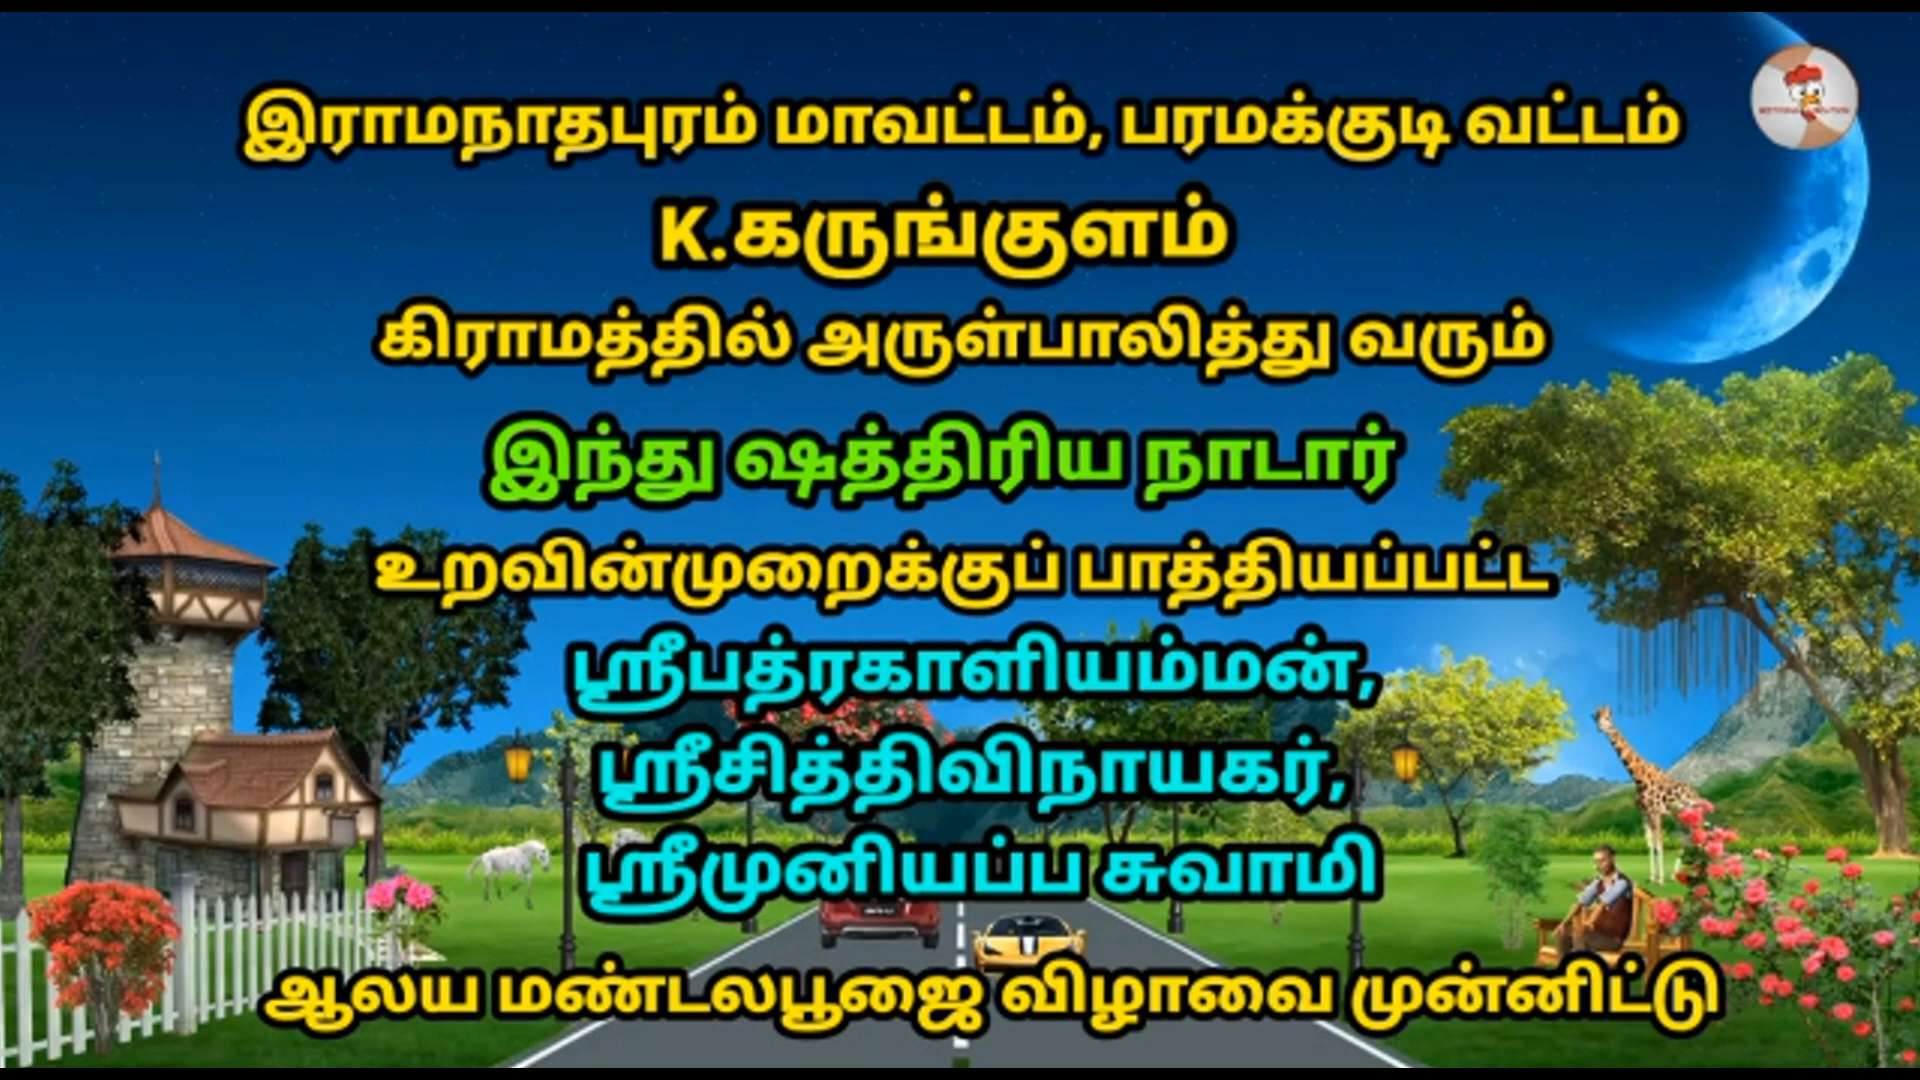 இராமநாதபுரம் மாவட்டம், பரமக்குடி வட்டம்
K.கருங்குளம்
கிராமத்தில் அருள்பாலித்து வரும்
இந்து ஷத்திரிய நாடார்
உறவின்முறைக்குப் பாத்தியப்பட்ட
ஸ்ரீபத்ரகாளியம்மன்,
ஸ்ரீசித்திவிநாயகர்,
ஸ்ரீமுனியப்ப சுவாமி
ஆலய மண்டலபூஜை விழாவை முன்னிட்டு